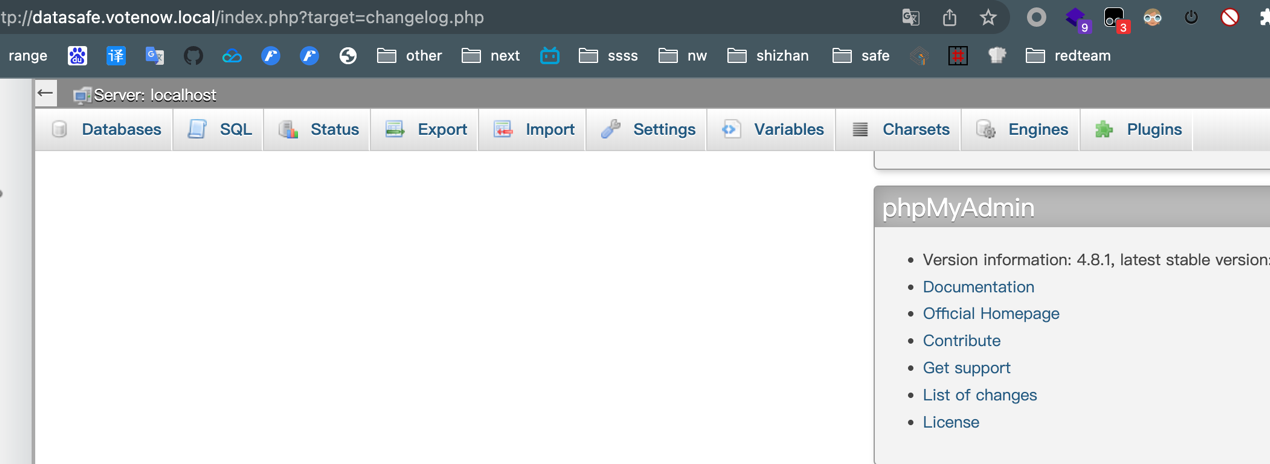 tp://datasafe.votenow.local/index.php?target=changelog.php
9
3
range du 译 other next ssss nw shizhan safe redteam
Server: localhost
Databases SQL Status Export Import Settings Variables Charsets Engines Plugins
phpMyAdmin
Version information: 4.8.1, latest stable version:
Documentation
Official Homepage
Contribute
Get support
List of changes
License